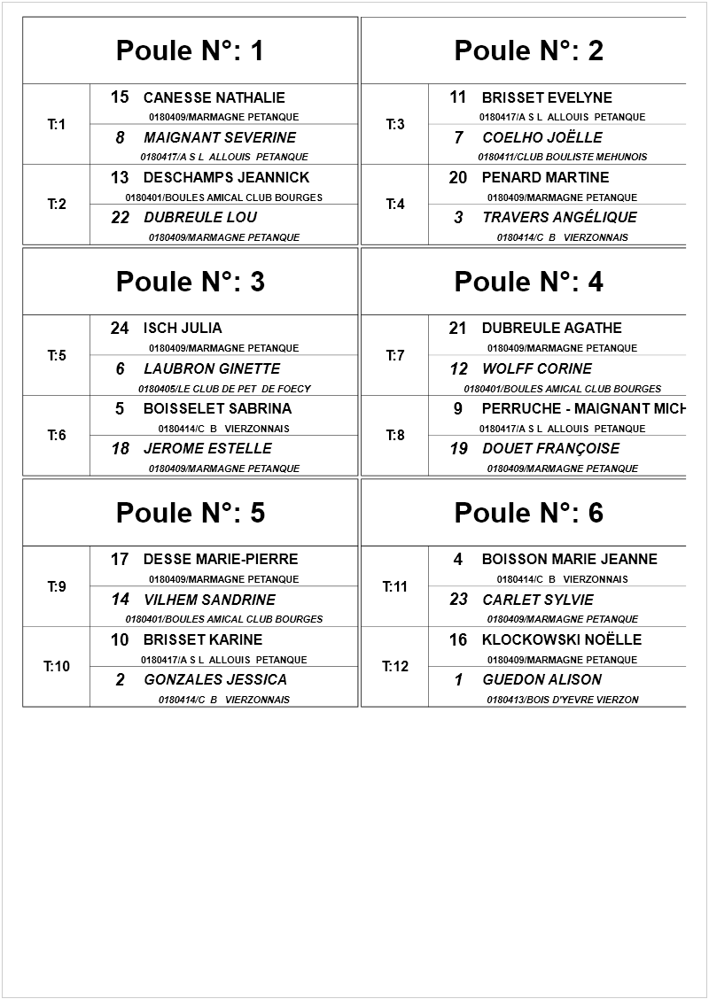 Poule N°: 1
T:1
15 CANESSE NATHALIE
0180409/MARMAGNE PETANQUE
8 MAIGNANT SEVERINE
0180417/A S L ALLOUIS PETANQUE
T:2
13 DESCHAMPS JEANNICK
0180401/BOULES AMICAL CLUB BOURGES
22 DUBREULE LOU
0180409/MARMAGNE PETANQUE
Poule N°: 2
T:3
11 BRISSET EVELYNE
0180417/A S L ALLOUIS PETANQUE
7 COELHO JOËLLE
0180411/CLUB BOULISTE MEHUNOIS
T:4
20 PENARD MARTINE
0180409/MARMAGNE PETANQUE
3 TRAVERS ANGÉLIQUE
0180414/C B VIERZONNAIS
Poule N°: 3
T:5
24 ISCH JULIA
0180409/MARMAGNE PETANQUE
6 LAUBRON GINETTE
0180405/LE CLUB DE PET DE FOECY
T:6
5 BOISSELET SABRINA
0180414/C B VIERZONNAIS
18 JEROME ESTELLE
0180409/MARMAGNE PETANQUE
Poule N°: 4
T:7
21 DUBREULE AGATHE
0180409/MARMAGNE PETANQUE
12 WOLFF CORINE
0180401/BOULES AMICAL CLUB BOURGES
T:8
9 PERRUCHE - MAIGNANT MICH
0180417/A S L ALLOUIS PETANQUE
19 DOUET FRANÇOISE
0180409/MARMAGNE PETANQUE
Poule N°: 5
T:9
17 DESSE MARIE-PIERRE
0180409/MARMAGNE PETANQUE
14 VILHEM SANDRINE
0180401/BOULES AMICAL CLUB BOURGES
T:10
10 BRISSET KARINE
0180417/A S L ALLOUIS PETANQUE
2 GONZALES JESSICA
0180414/C B VIERZONNAIS
Poule N°: 6
T:11
4 BOISSON MARIE JEANNE
0180414/C B VIERZONNAIS
23 CARLET SYLVIE
0180409/MARMAGNE PETANQUE
T:12
16 KLOCKOWSKI NOËLLE
0180409/MARMAGNE PETANQUE
1 GUEDON ALISON
0180413/BOIS D'YEVRE VIERZON